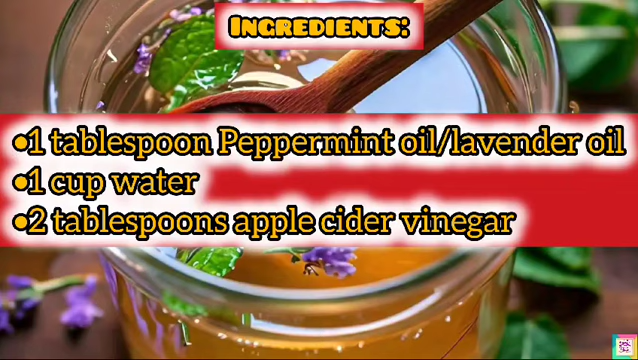 Ingredients:
•1 tablespoon Peppermint oil/lavender oil
•1 cup water
•2 tablespoons apple cider vinegar